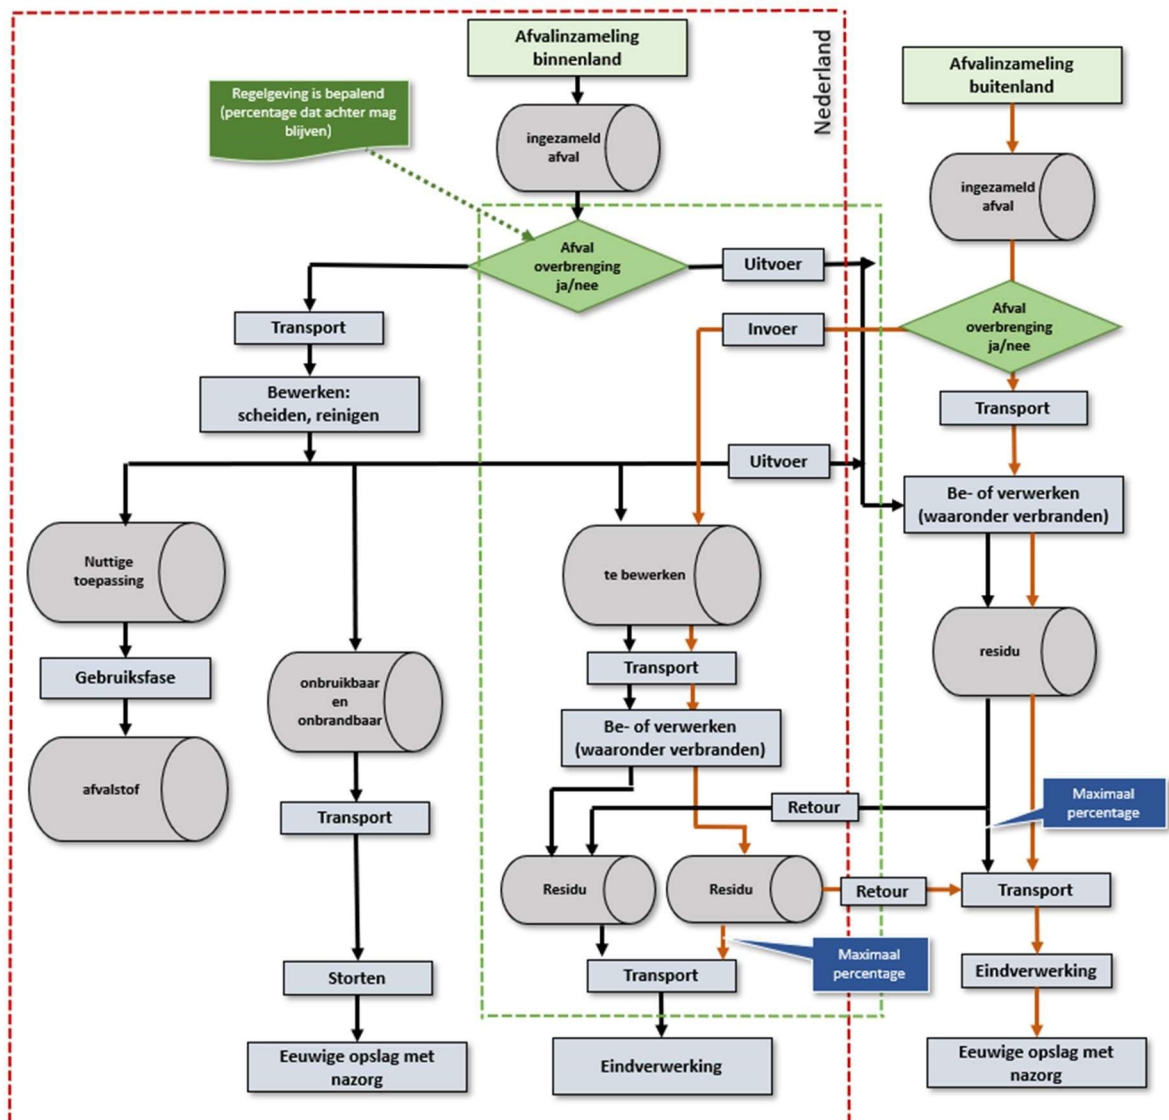 Afvalinzameling
binnenland
Nederland
Afvalinzameling
buitenland
Regelgeving is bepalend
(percentage dat achter mag
blijven)
ingezameld
afval
ingezameld
afval
Afval
overbrenging
ja/nee
Uitvoer
Transport
Invoer
Afval
overbrenging
ja/nee
Bewerken:
scheiden, reinigen
Transport
Uitvoer
Be- of verwerken
(waaronder verbranden)
Nuttige
toepassing
te bewerken
residu
Gebruiksfase
onbruikbaar
en
onbrandbaar
Transport
Be- of verwerken
(waaronder verbranden)
afvalstof
Transport
Retour
Maximaal
percentage
Residu
Residu
Retour
Transport
Maximaal
percentage
Storten
Transport
Eindverwerking
Eeuwige opslag met
nazorg
Eindverwerking
Eeuwige opslag met
nazorg